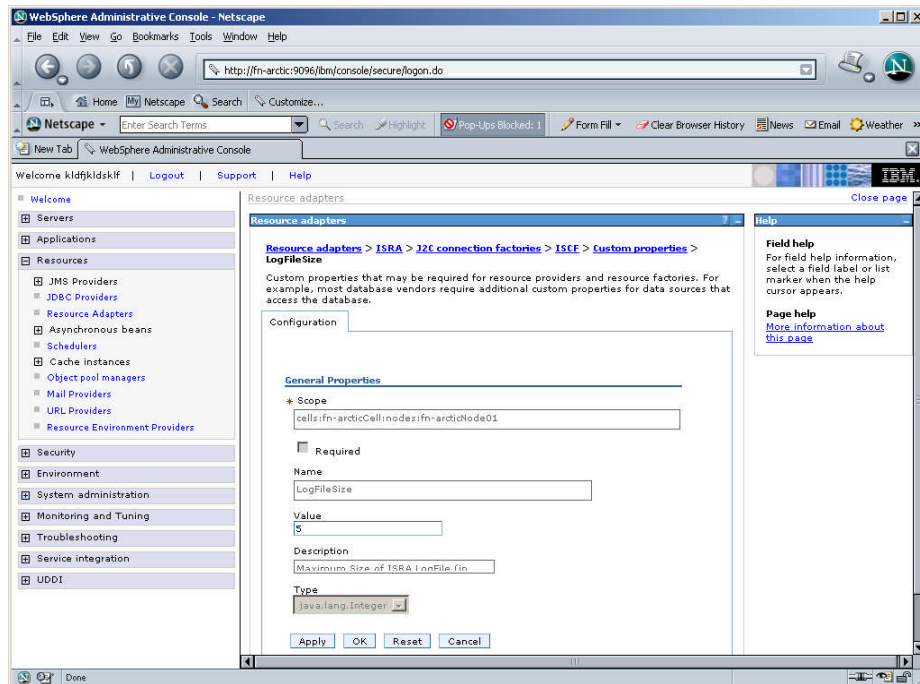 WebSphere Administrative Console - Netscape
File Edit View Go Bookmarks Tools Window Help
http://fn-arctic:9096/ibm/console/secure/logon.do
Home My Netscape Search Customize...
Netscape Enter Search Terms Search Highlight Pop-Ups Blocked: 1 Form Fill Clear Browser History News Email Weather »
New Tab WebSphere Administrative Console
Welcome kldfjkldsklf | Logout | Support | Help IBM.
Welcome
Servers
Applications
Resources
JMS Providers
JDBC Providers
Resource Adapters
Asynchronous beans
Schedulers
Cache instances
Object pool managers
Mail Providers
URL Providers
Resource Environment Providers
Security
Environment
System administration
Monitoring and Tuning
Troubleshooting
Service integration
UDDI
Resource adapters Close page
Resource adapters ? –
Resource adapters > ISRA > J2C connection factories > ISCF > Custom properties >
LogFileSize
Custom properties that may be required for resource providers and resource factories. For
example, most database vendors require additional custom properties for data sources that
access the database.
Configuration
General Properties
* Scope
cells:fn-arcticCell:nodes:fn-arcticNode01
Required
Name
LogFileSize
Value
5
Description
Maximum Size of ISRA LogFile (in
Type
java.lang.Integer
Apply OK Reset Cancel
Help –
Field help
For field help information,
select a field label or list
marker when the help
cursor appears.
Page help
More information about
this page
Done